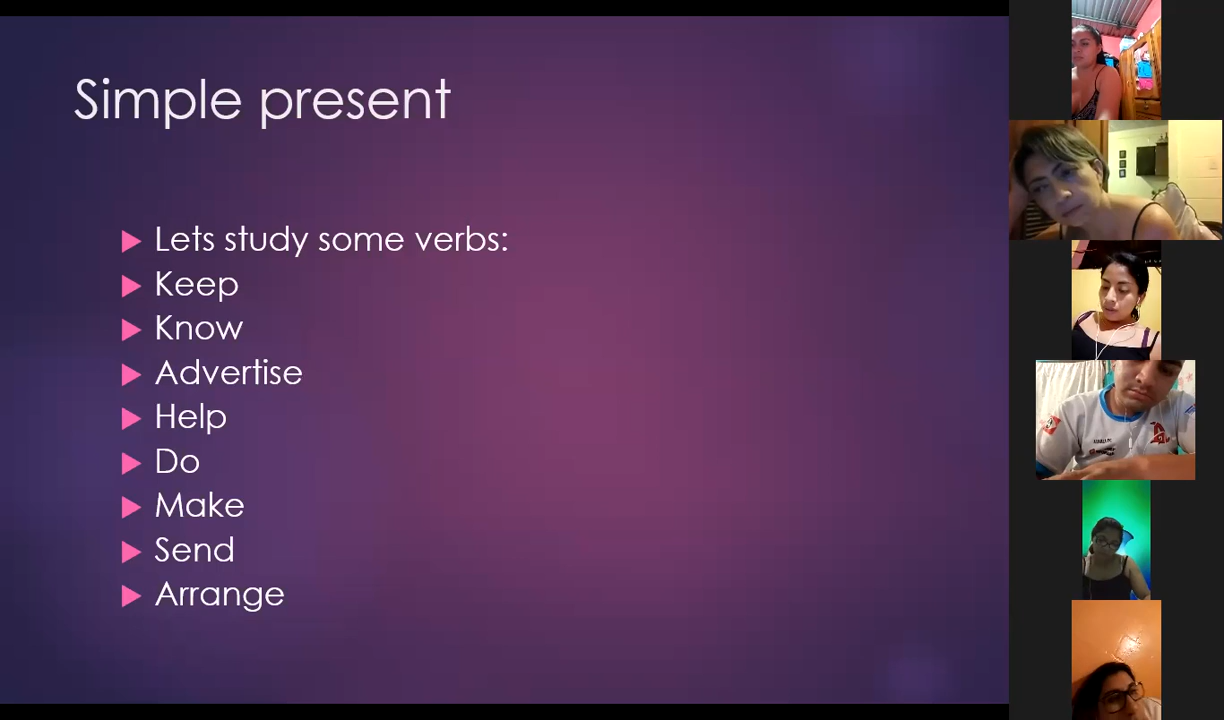 Simple present
Lets study some verbs:
Keep
Know
Advertise
Help
Do
Make
Send
Arrange